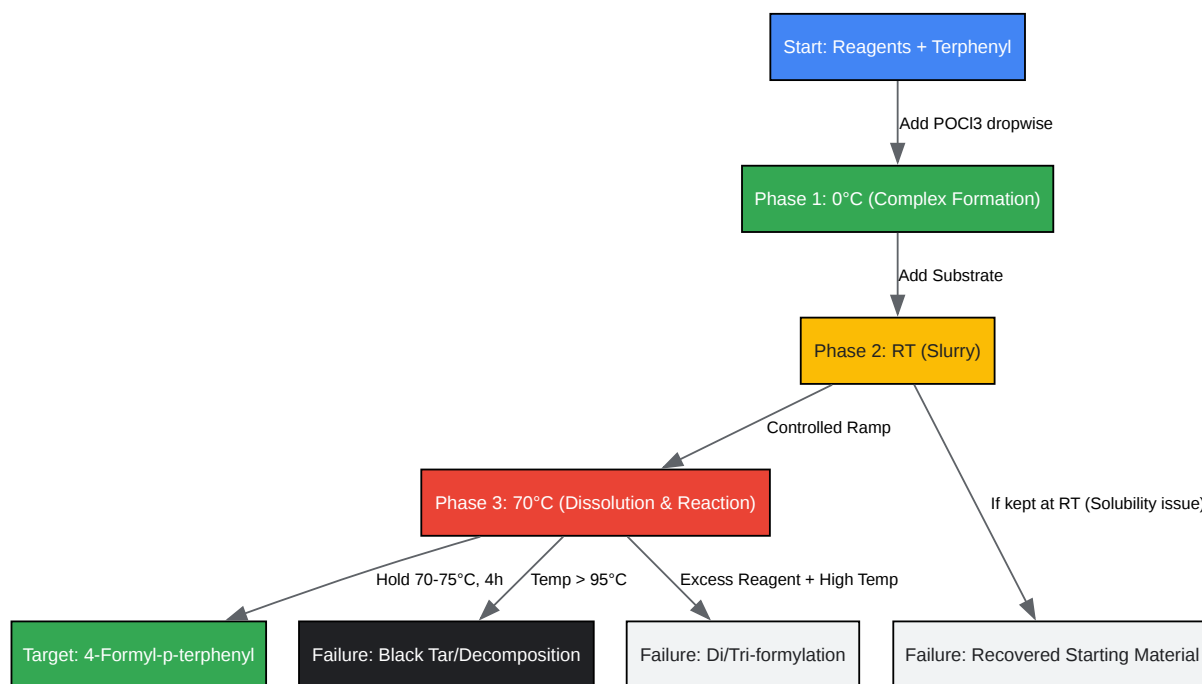 Start: Reagents + Terphenyl
Add POCl3 dropwise
Phase 1: 0°C (Complex Formation)
Add Substrate
Phase 2: RT (Slurry)
Controlled Ramp
Phase 3: 70°C (Dissolution & Reaction)
If kept at RT (Solubility issue)
Hold 70-75°C, 4h
Temp > 95°C
Excess Reagent + High Temp
Target: 4-Formyl-p-terphenyl
Failure: Black Tar/Decomposition
Failure: Di/Tri-formylation
Failure: Recovered Starting Material